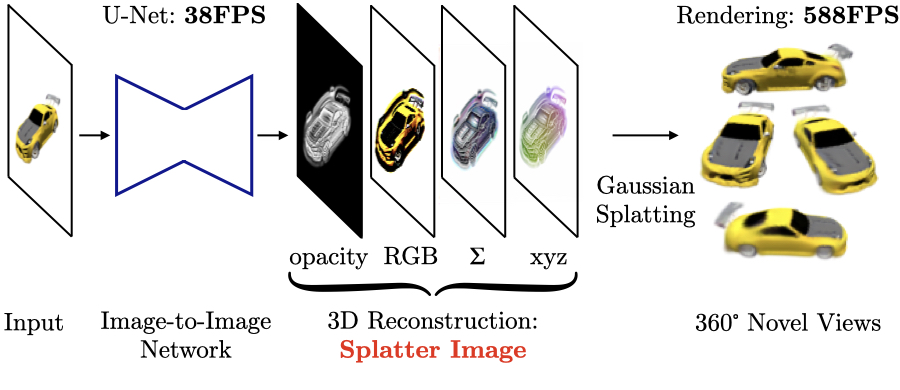 U-Net: 38FPS
Rendering: 588FPS
Gaussian
Splatting
opacity RGB Σ xyz
Input
Image-to-Image
Network
3D Reconstruction:
Splatter Image
360° Novel Views